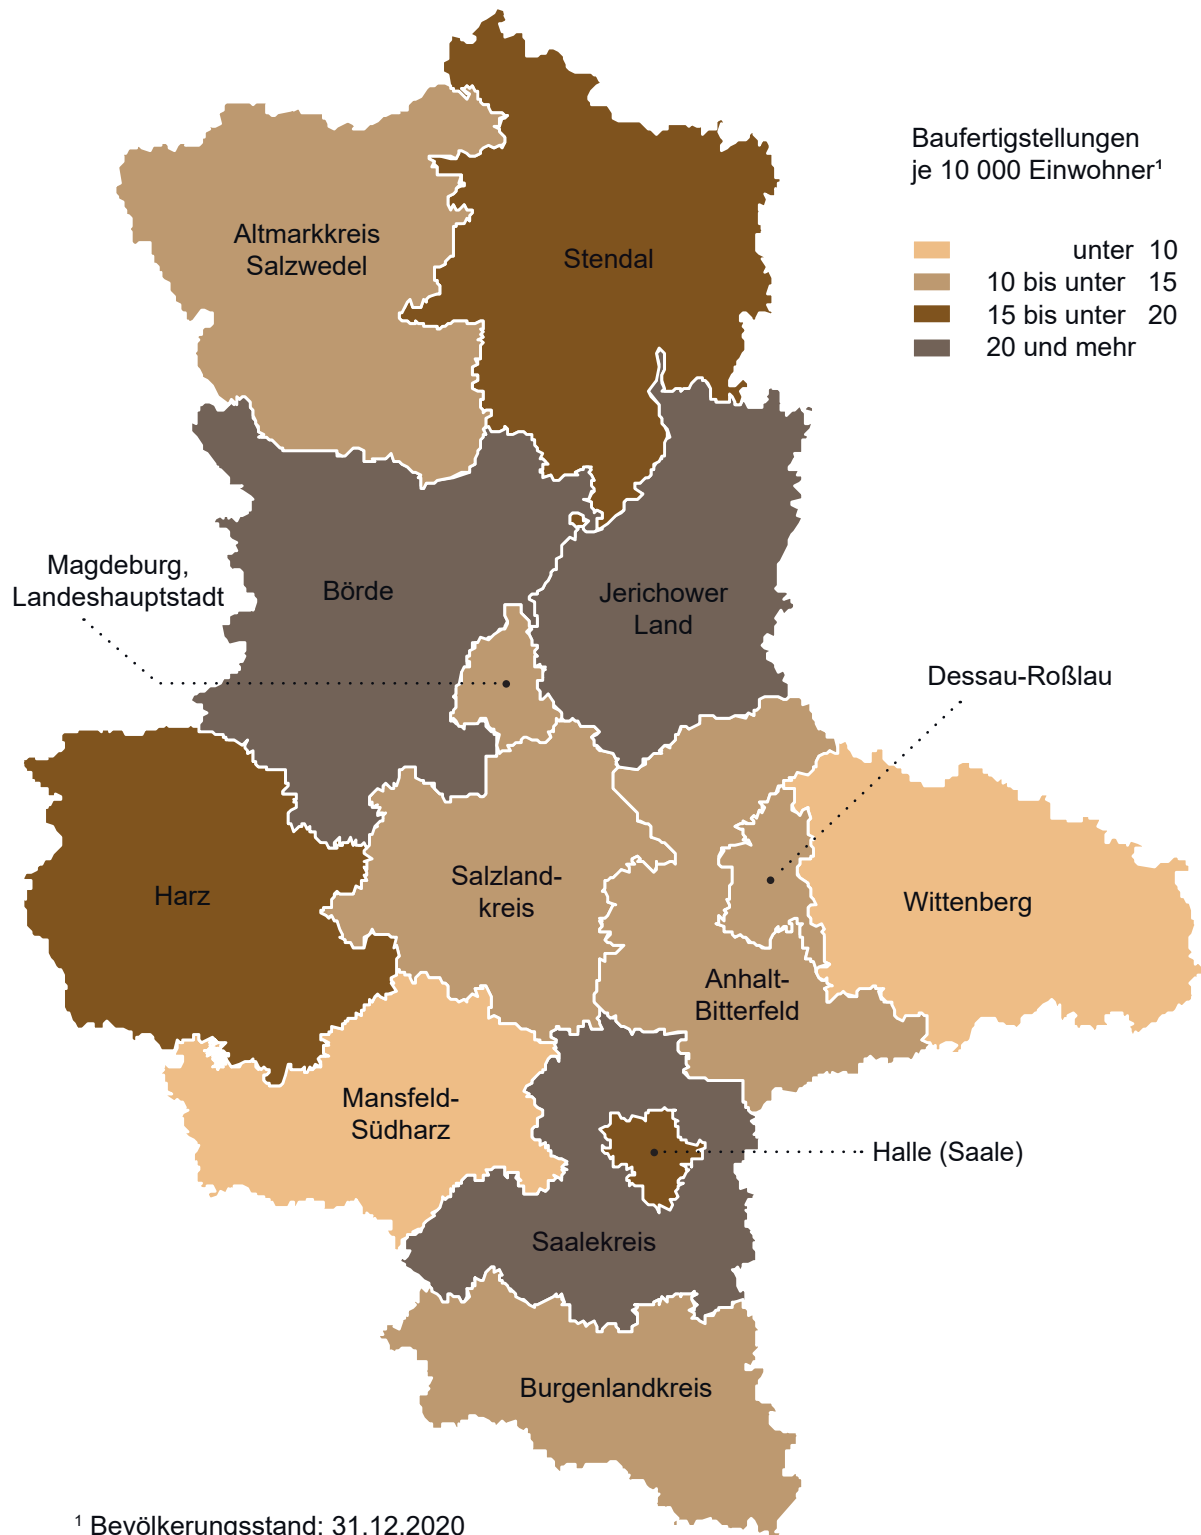 Baufertigstellungen
je 10 000 Einwohner¹
unter 10
10 bis unter 15
15 bis unter 20
20 und mehr
Altmarkkreis
Salzwedel
Stendal
Magdeburg,
Landeshauptstadt
Börde
Jerichower
Land
Dessau-Roßlau
Harz
Salzland-
kreis
Wittenberg
Anhalt-
Bitterfeld
Mansfeld-
Südharz
Halle (Saale)
Saalekreis
Burgenlandkreis
¹ Bevölkerungsstand: 31.12.2020